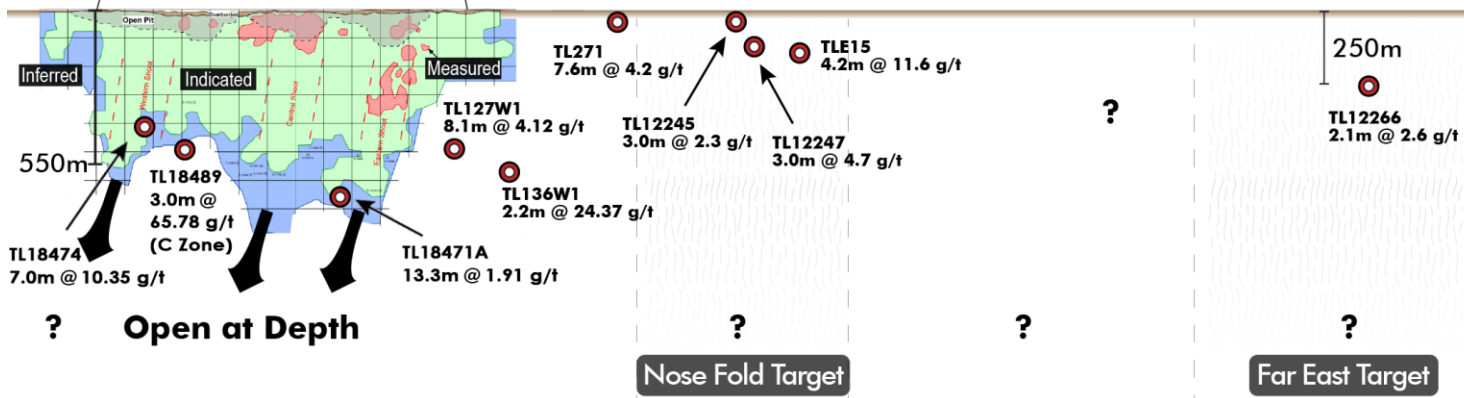 Open Pit
Overburden
Inferred
Indicated
Measured
Western Shoot
Central Shoot
Eastern Shoot
550m
TL18474
7.0m @ 10.35 g/t
TL18489
3.0m @
65.78 g/t
(C Zone)
TL18471A
13.3m @ 1.91 g/t
TL127W1
8.1m @ 4.12 g/t
TL136W1
2.2m @ 24.37 g/t
TL271
7.6m @ 4.2 g/t
TL12245
3.0m @ 2.3 g/t
TL12247
3.0m @ 4.7 g/t
TLE15
4.2m @ 11.6 g/t
?
250m
TL12266
2.1m @ 2.6 g/t
? Open at Depth
?
?
?
Nose Fold Target
Far East Target